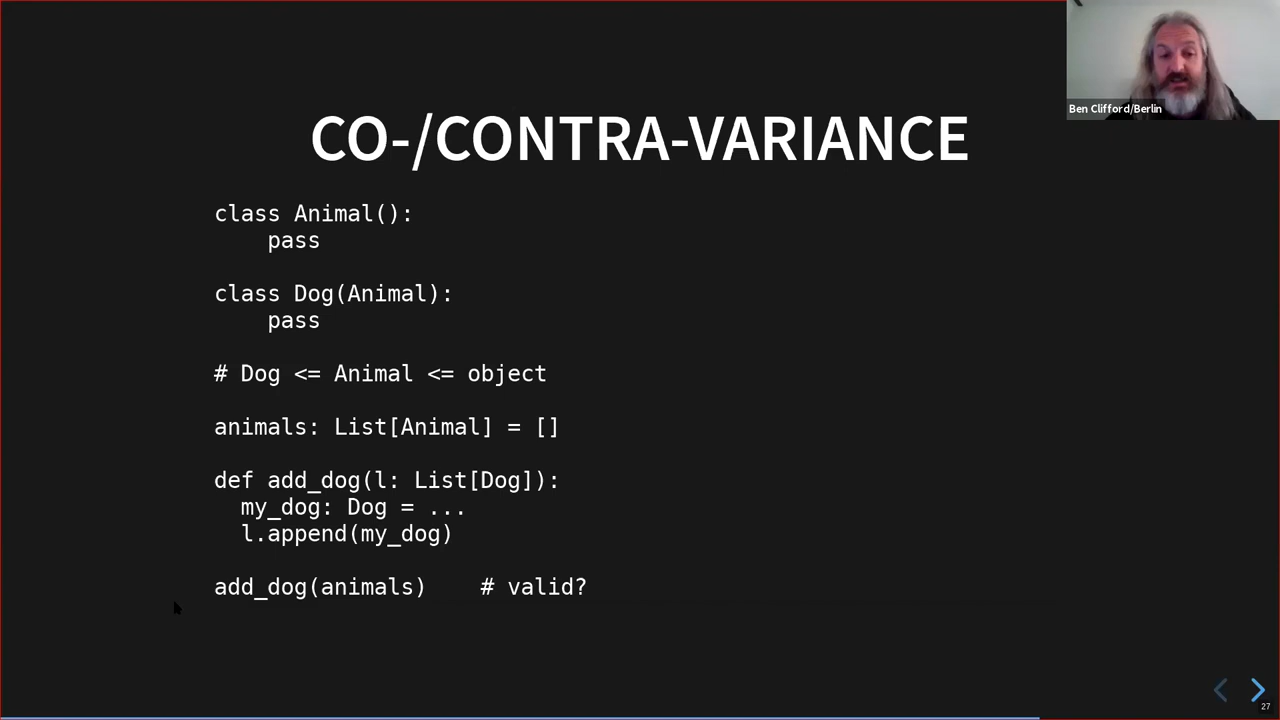 Ben Clifford/Berlin
CO-/CONTRA-VARIANCE
class Animal():
    pass
class Dog(Animal):
    pass
# Dog <= Animal <= object
animals: List[Animal] = []
def add_dog(l: List[Dog]):
  my_dog: Dog = ...
  l.append(my_dog)
add_dog(animals)    # valid?
27